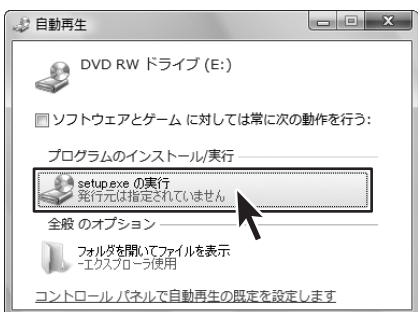 自動再生
DVD RW ドライブ (E:)
ソフトウェアとゲーム に対しては常に次の動作を行う:
プログラムのインストール/実行
setup.exe の実行
発行元は指定されていません
全般 のオプション
フォルダを開いてファイルを表示
-エクスプローラ使用
コントロール パネルで自動再生の既定を設定します